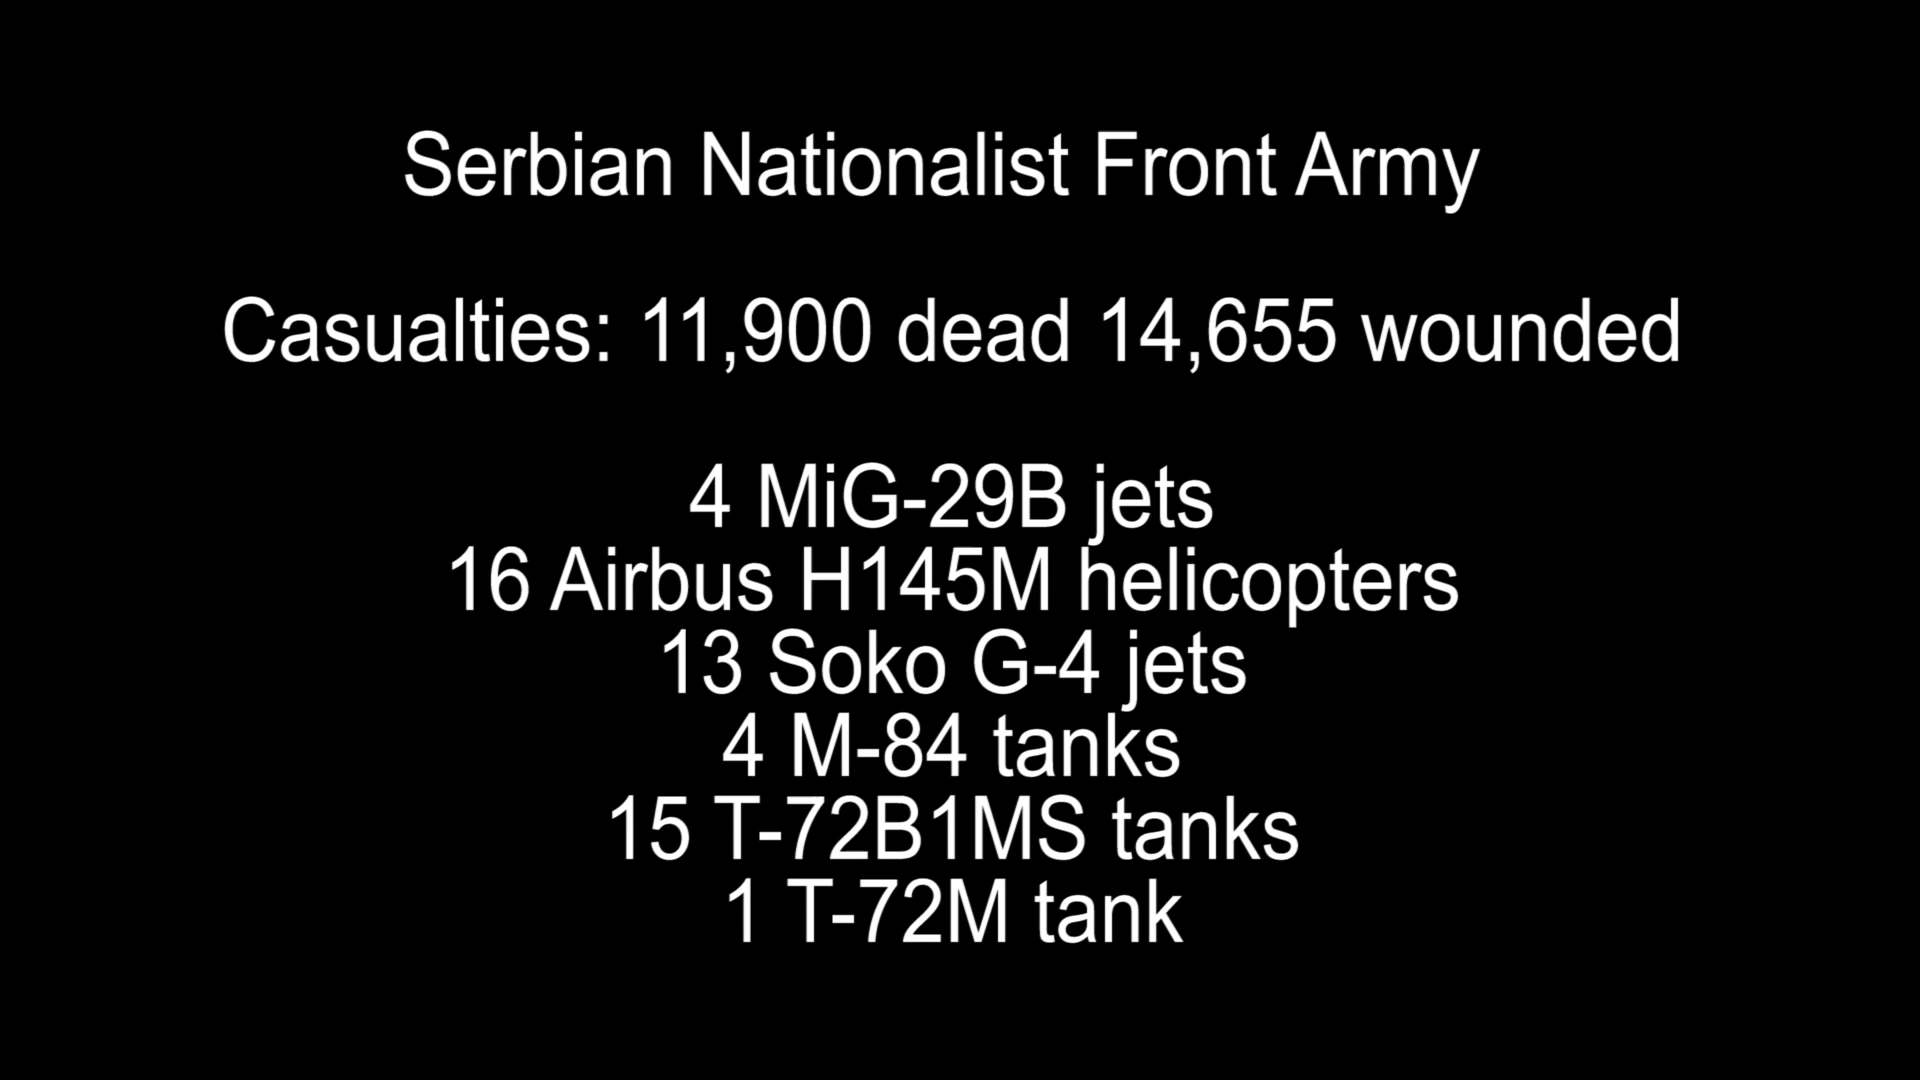 Serbian Nationalist Front Army
Casualties: 11,900 dead 14,655 wounded
4 MiG-29B jets
16 Airbus H145M helicopters
13 Soko G-4 jets
4 M-84 tanks
15 T-72B1MS tanks
1 T-72M tank